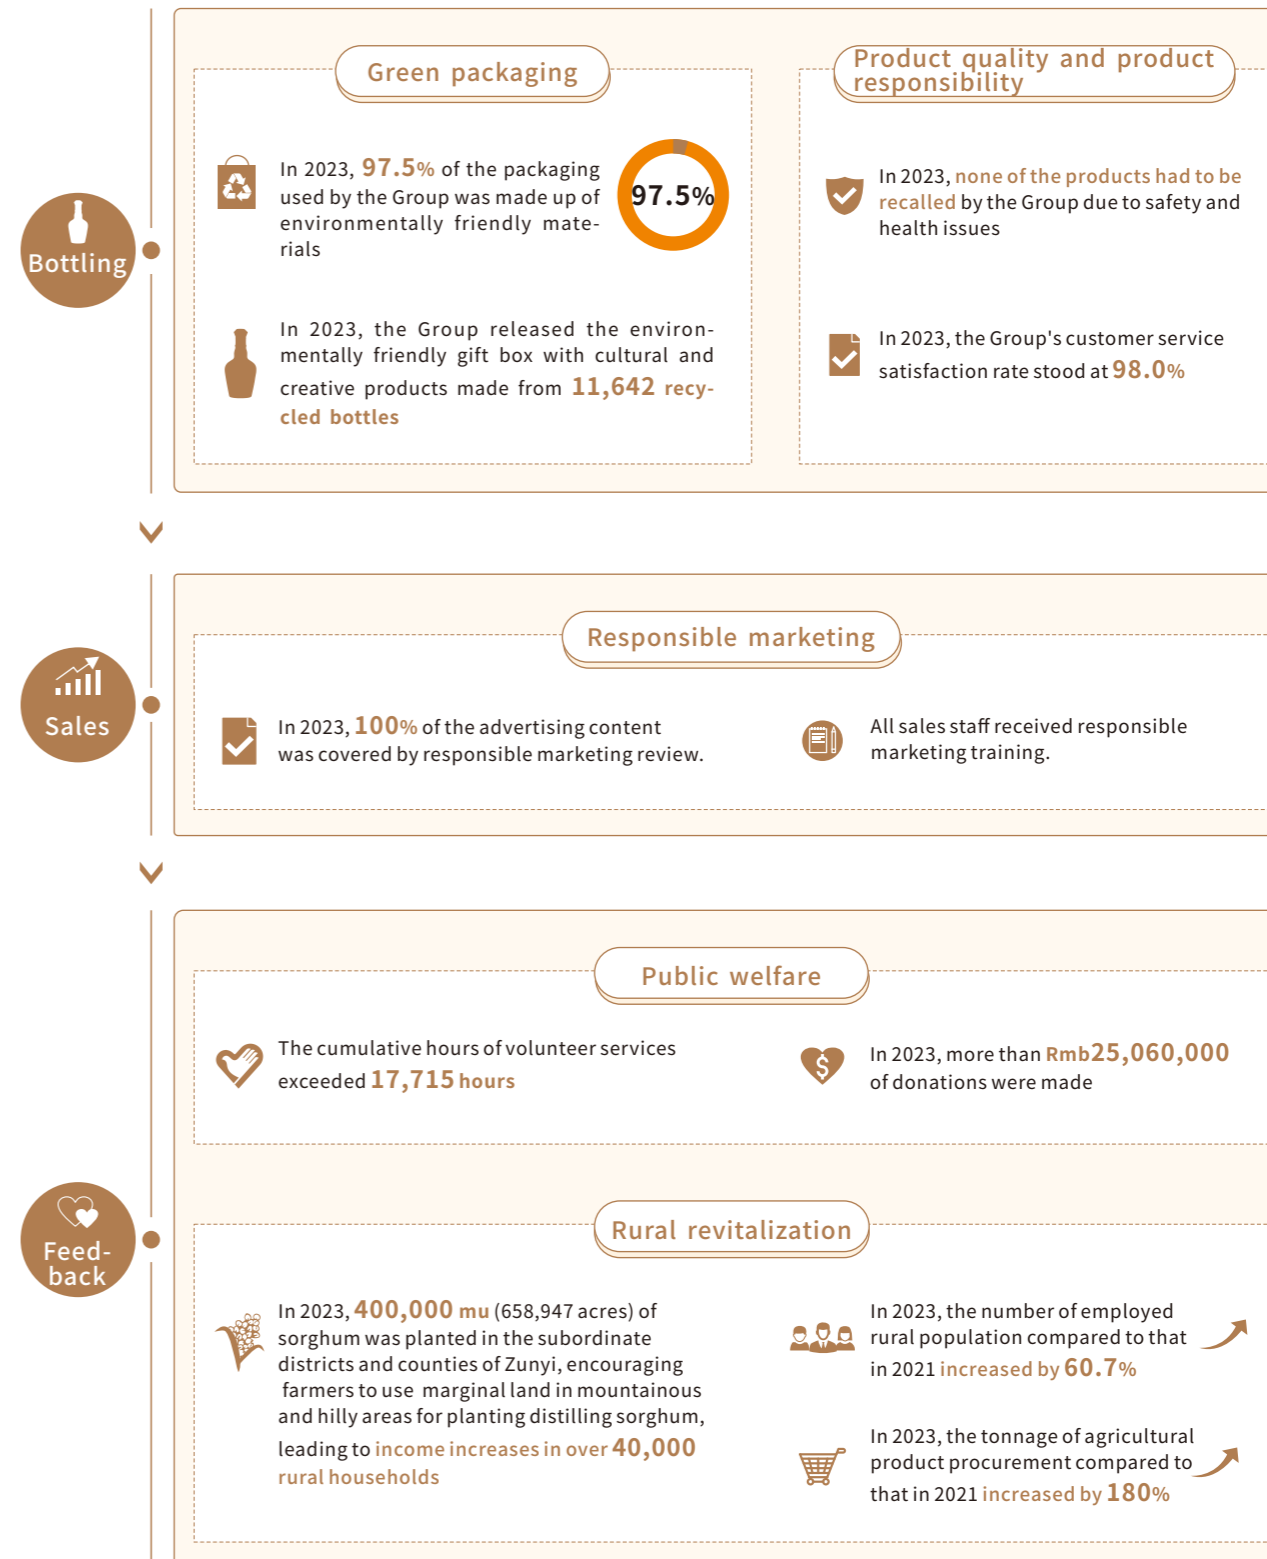 Green packaging
In 2023, 97.5% of the packaging
used by the Group was made up of
environmentally friendly mate-
rials
97.5%
In 2023, the Group released the environ-
mentally friendly gift box with cultural and
creative products made from 11,642 recy-
cled bottles
Product quality and product
responsibility
In 2023, none of the products had to be
recalled by the Group due to safety and
health issues
In 2023, the Group's customer service
satisfaction rate stood at 98.0%
Bottling
Responsible marketing
In 2023, 100% of the advertising content
was covered by responsible marketing review.
All sales staff received responsible
marketing training.
Sales
Public welfare
The cumulative hours of volunteer services
exceeded 17,715 hours
In 2023, more than Rmb25,060,000
of donations were made
Feed-
back
Rural revitalization
In 2023, 400,000 mu (658,947 acres) of
sorghum was planted in the subordinate
districts and counties of Zunyi, encouraging
farmers to use marginal land in mountainous
and hilly areas for planting distilling sorghum,
leading to income increases in over 40,000
rural households
In 2023, the number of employed
rural population compared to that
in 2021 increased by 60.7%
In 2023, the tonnage of agricultural
product procurement compared to
that in 2021 increased by 180%